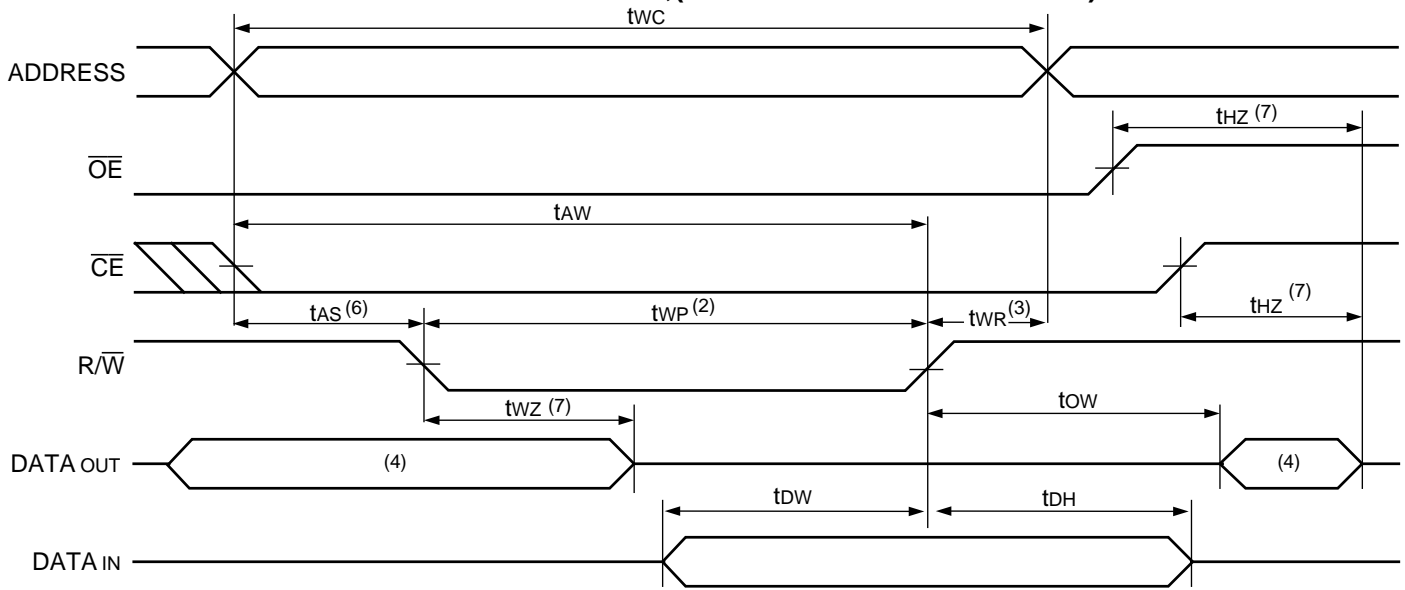 tWC
ADDRESS
tHZ (7)
OE
tAW
CE
tAS (6)
tWP (2)
tWR (3)
tHZ (7)
R/W
tWZ (7)
tOW
DATA OUT
(4)
(4)
tDW
tDH
DATA IN